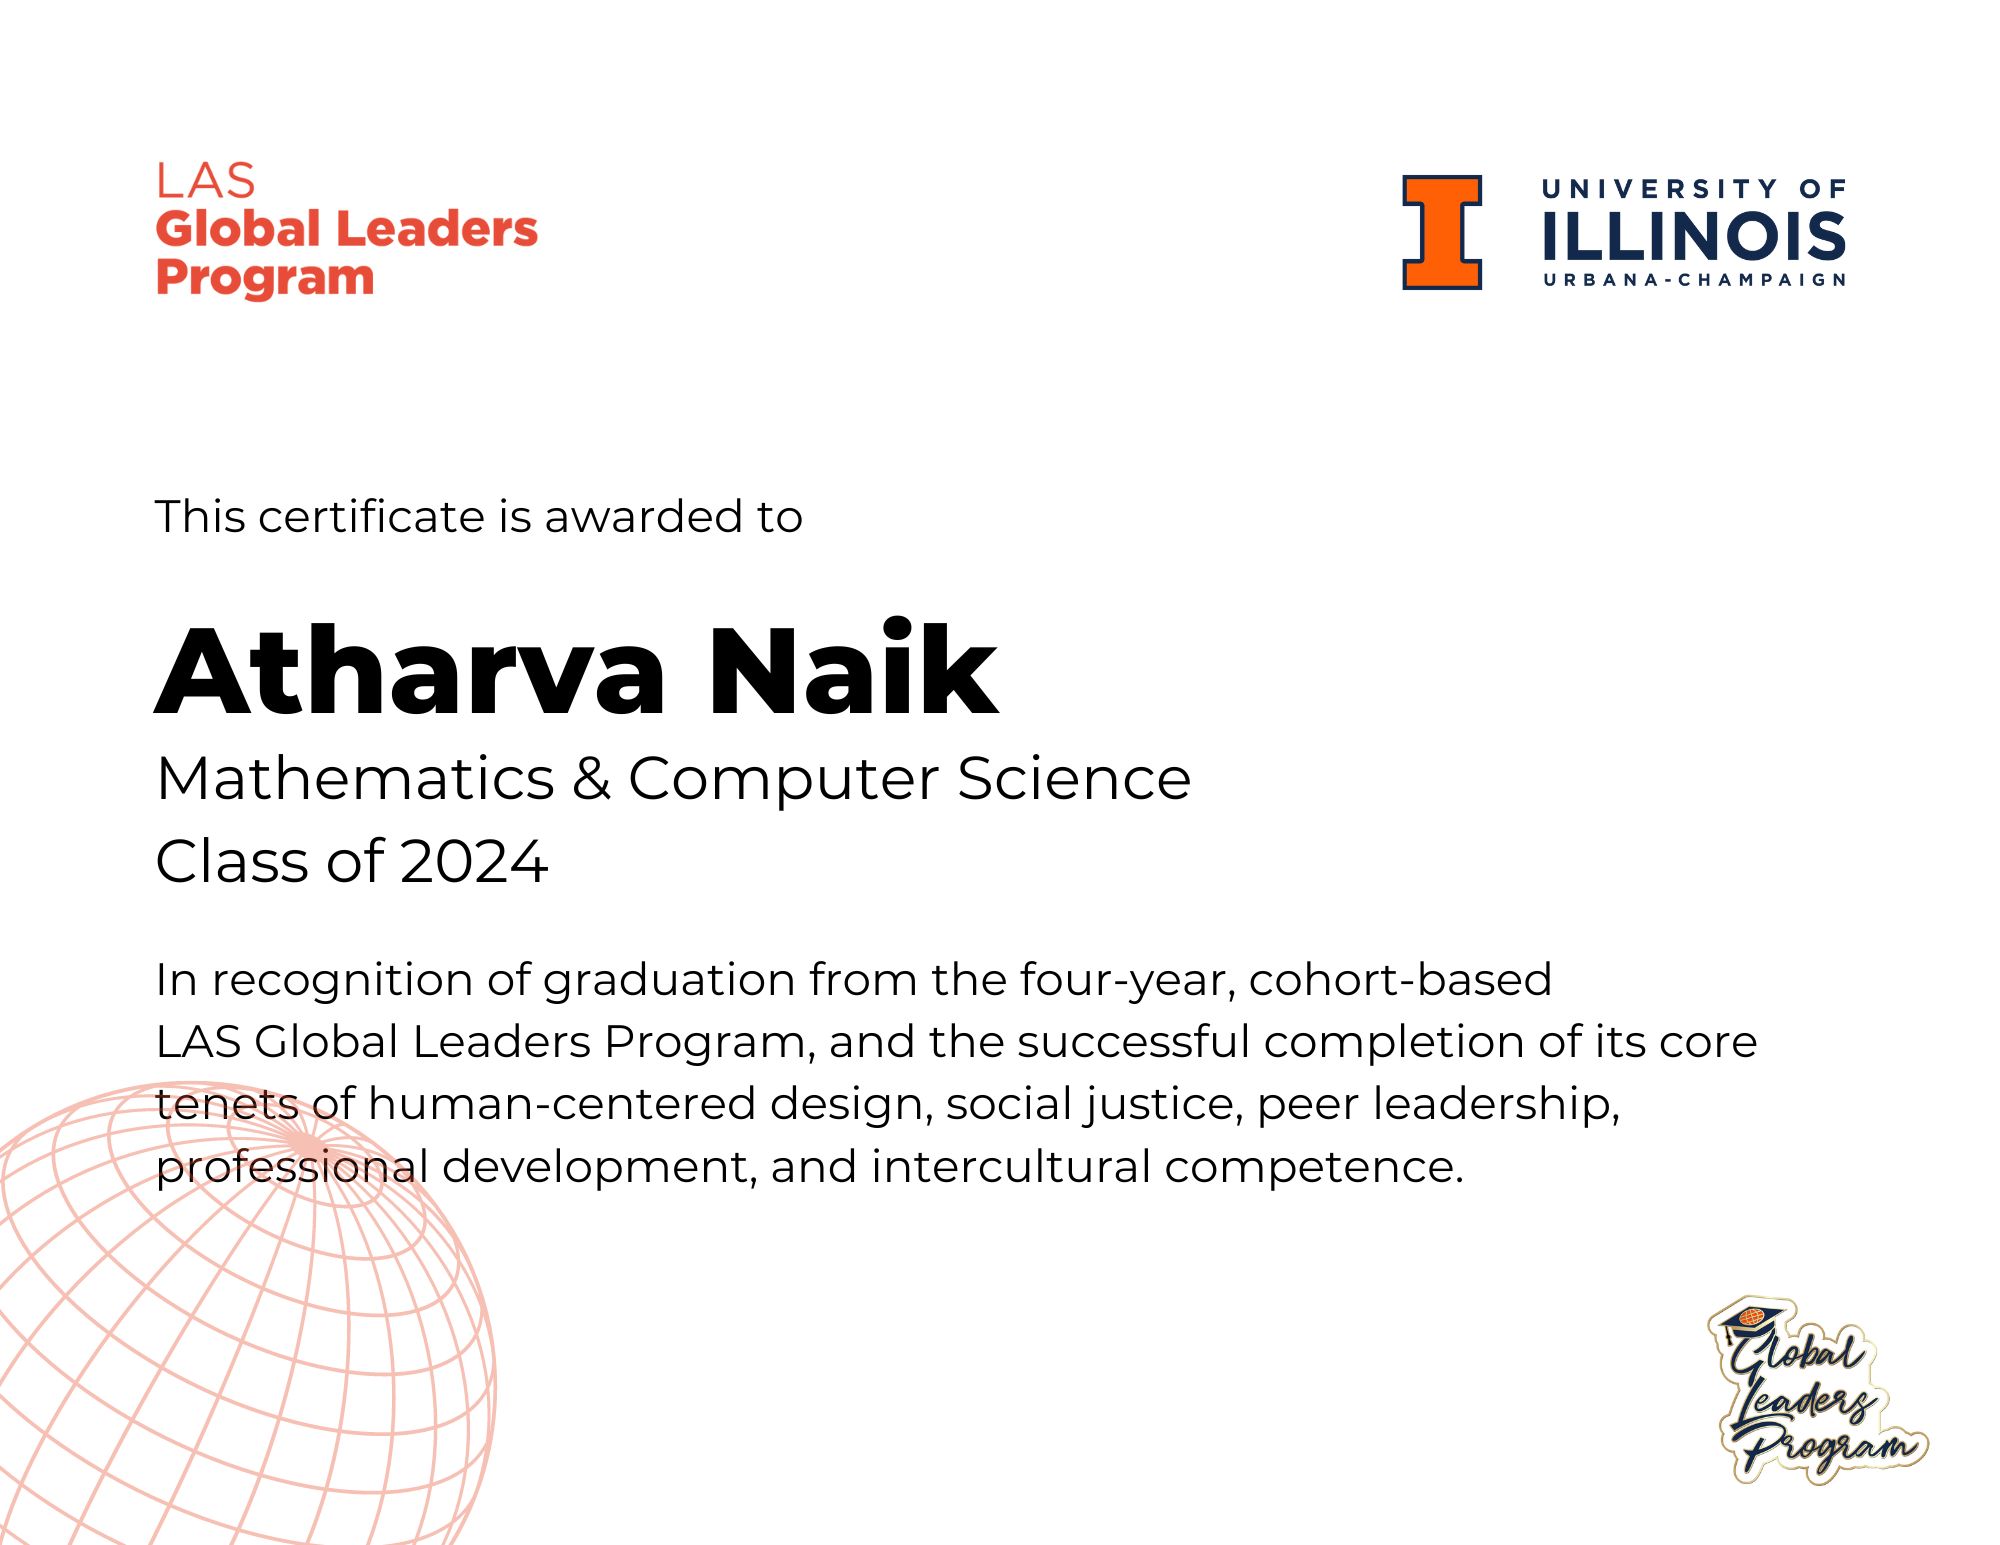 LAS
Global Leaders
Program
UNIVERSITY OF
ILLINOIS
URBANA-CHAMPAIGN
This certificate is awarded to
Atharva Naik
Mathematics & Computer Science
Class of 2024
In recognition of graduation from the four-year, cohort-based
LAS Global Leaders Program, and the successful completion of its core
tenets of human-centered design, social justice, peer leadership,
professional development, and intercultural competence.
Global
Leaders
Program